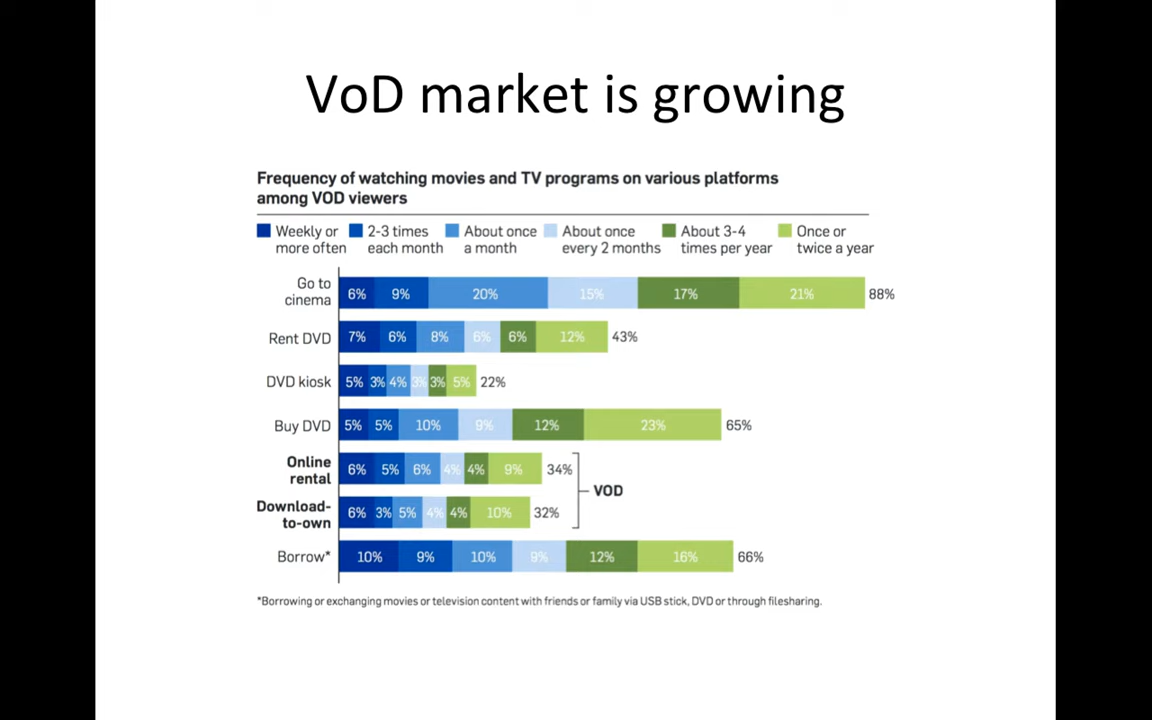 VoD market is growing
Frequency of watching movies and TV programs on various platforms
among VOD viewers
Weekly or more often
2-3 times each month
About once a month
About once every 2 months
About 3-4 times per year
Once or twice a year
Go to cinema 6% 9% 20% 15% 17% 21% 88%
Rent DVD 7% 6% 8% 6% 6% 12% 43%
DVD kiosk 5% 3% 4% 3% 3% 5% 22%
Buy DVD 5% 5% 10% 9% 12% 23% 65%
Online rental 6% 5% 6% 4% 4% 9% 34%
VOD
Download-to-own 6% 3% 5% 4% 4% 10% 32%
Borrow* 10% 9% 10% 9% 12% 16% 66%
*Borrowing or exchanging movies or television content with friends or family via USB stick, DVD or through filesharing.